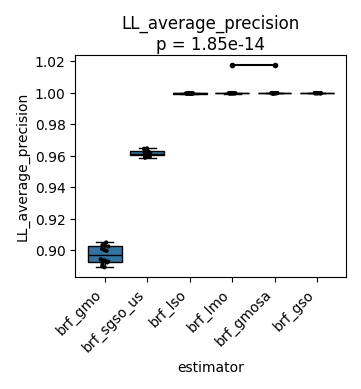 LL_average_precision
p = 1.85e-14
LL_average_precision
1.02
1.00
0.98
0.96
0.94
0.92
0.90
brf_gmo
brf_sgso_us
brf_lso
brf_lmo
brf_gmosa
brf_gso
estimator